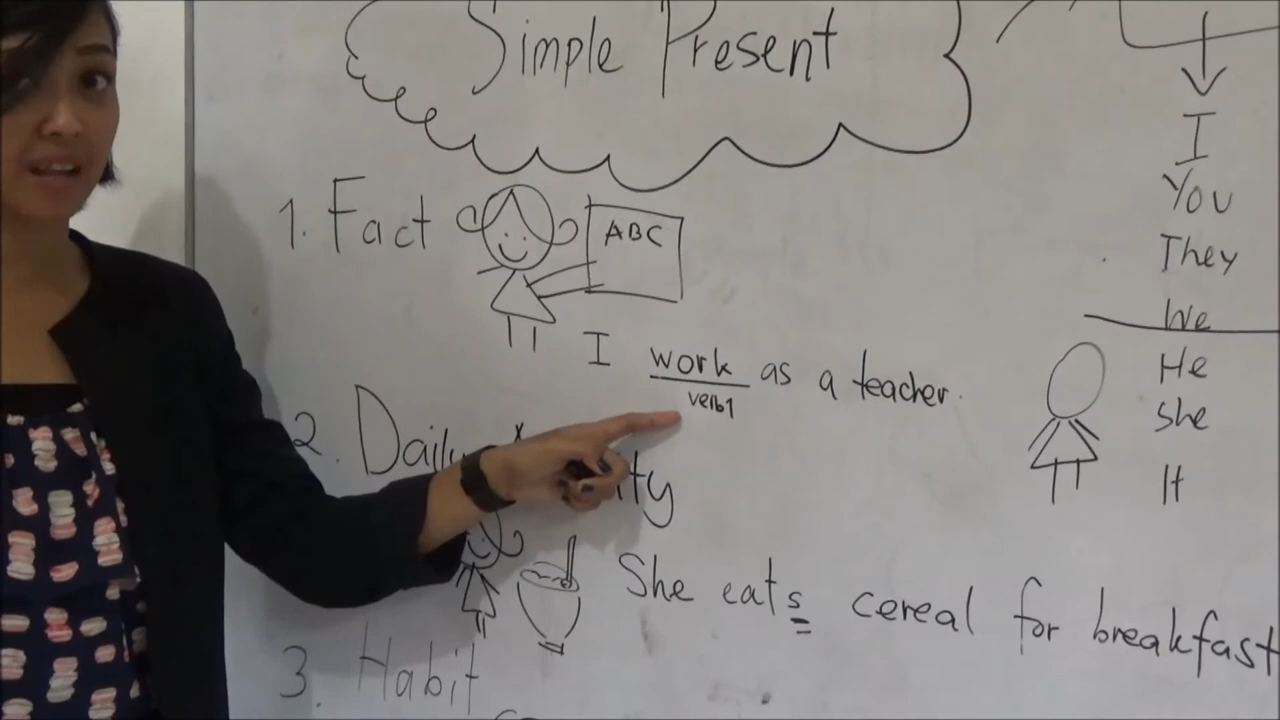 Simple Present
1. Fact
ABC
I work as a teacher.
verb1
2. Daily
She eats cereal for breakfast
3. Habit
I
You
They
We
He
She
It